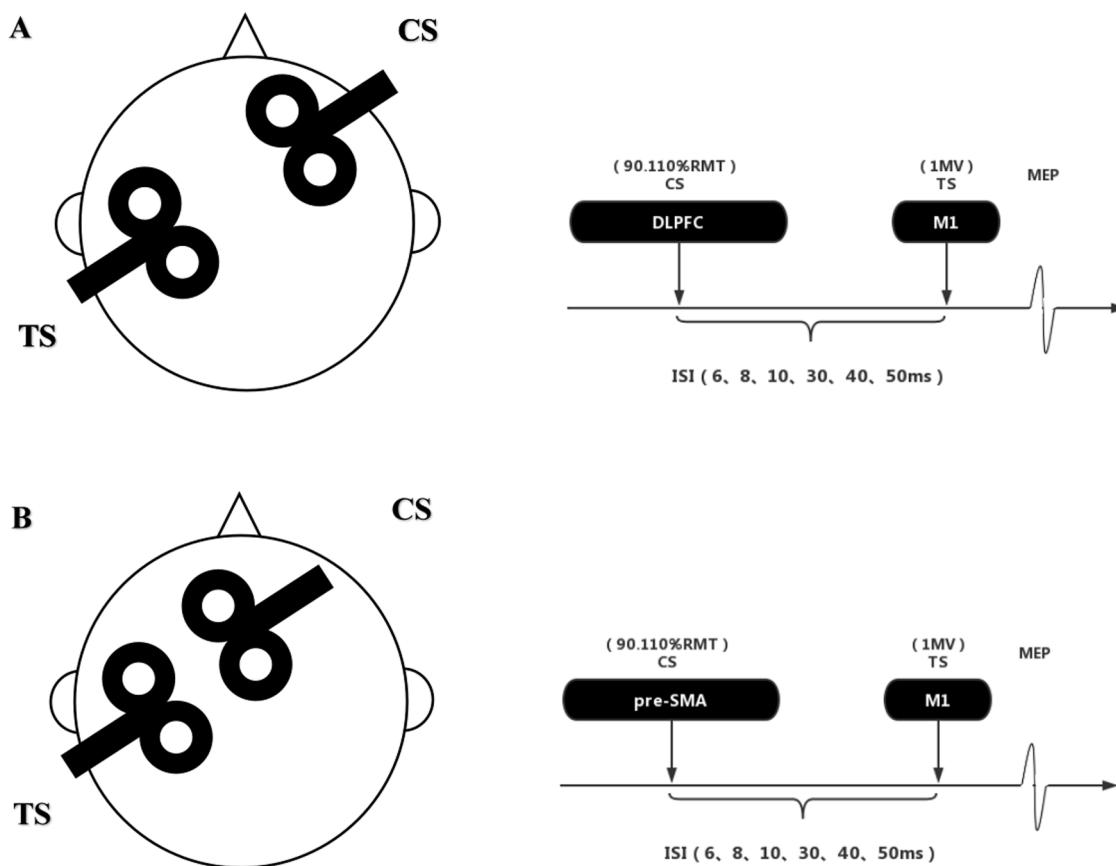 A
CS
TS
( 90.110%RMT )
CS
DLPFC
( 1MV )
TS
M1
MEP
ISI ( 6、8、10、30、40、50ms )
B
CS
TS
( 90.110%RMT )
CS
pre-SMA
( 1MV )
TS
M1
MEP
ISI ( 6、8、10、30、40、50ms )